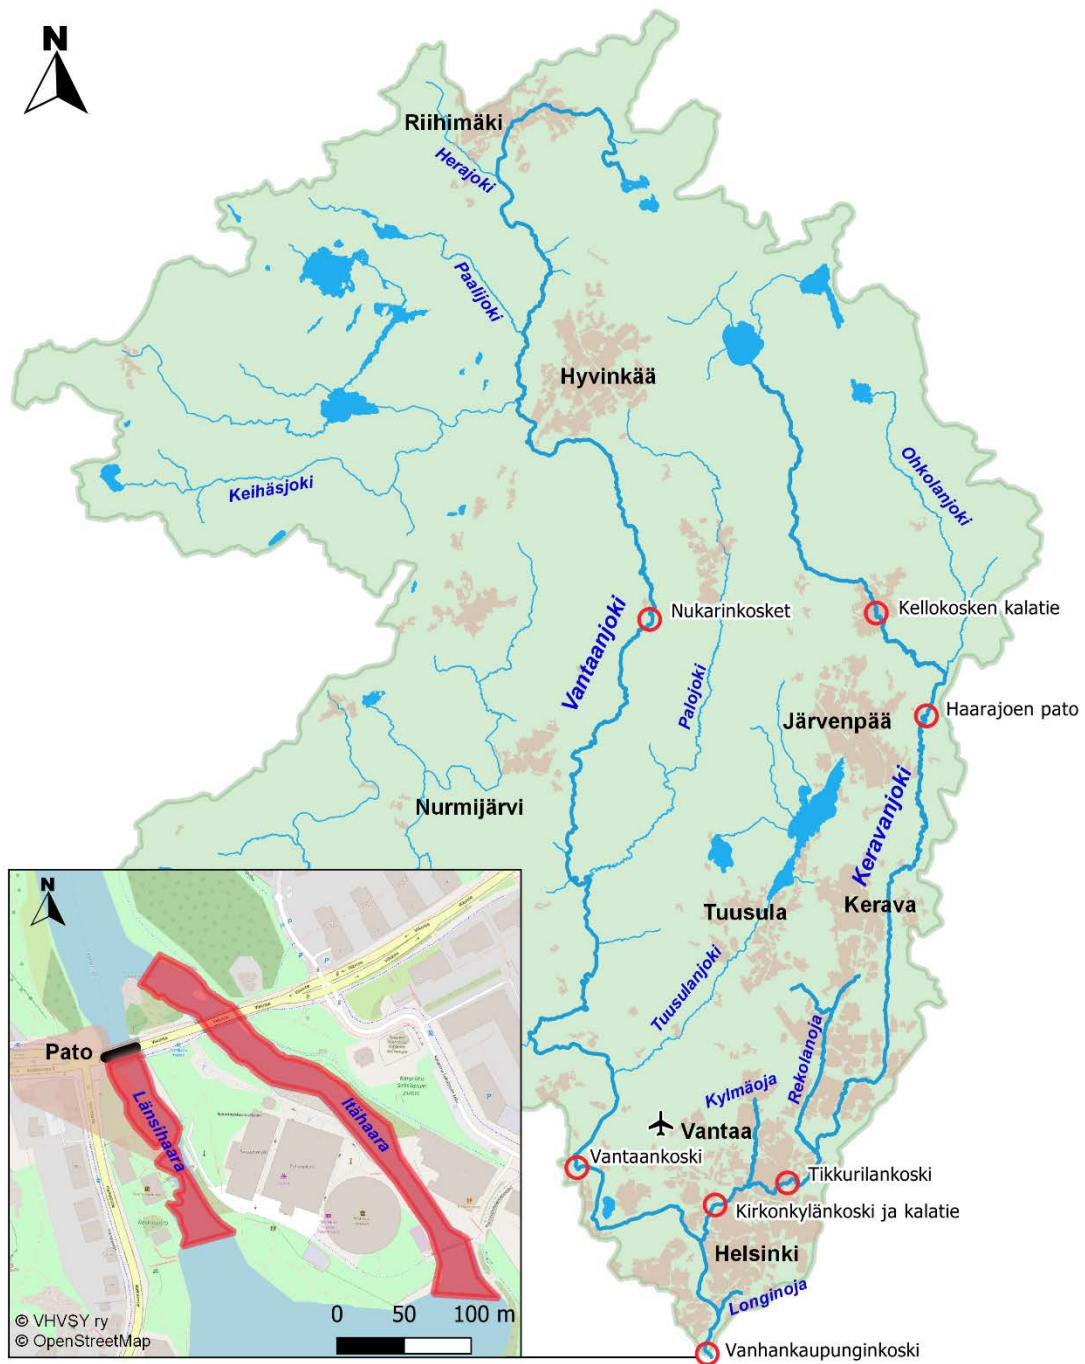 N
Riihimäki
Herajoki
Paalijoki
Hyvinkää
Keihäsjoki
Ohkolanjoki
Nukarinkosket
Kellokosken kalatie
Vantaanjoki
Palojoki
Haarajoen pato
Järvenpää
Nurmijärvi
Keravanjoki
Tuusula
Kerava
Tuusulanjoki
Rekolanoja
Kylmäoja
Vantaa
Vantaankoski
Tikkurilankoski
Kirkonkylänkoski ja kalatie
Helsinki
Longinoja
Vanhankaupunginkoski
N
Pato
Länsihaara
Itähaara
0 50 100 m
© VHVSY ry
© OpenStreetMap